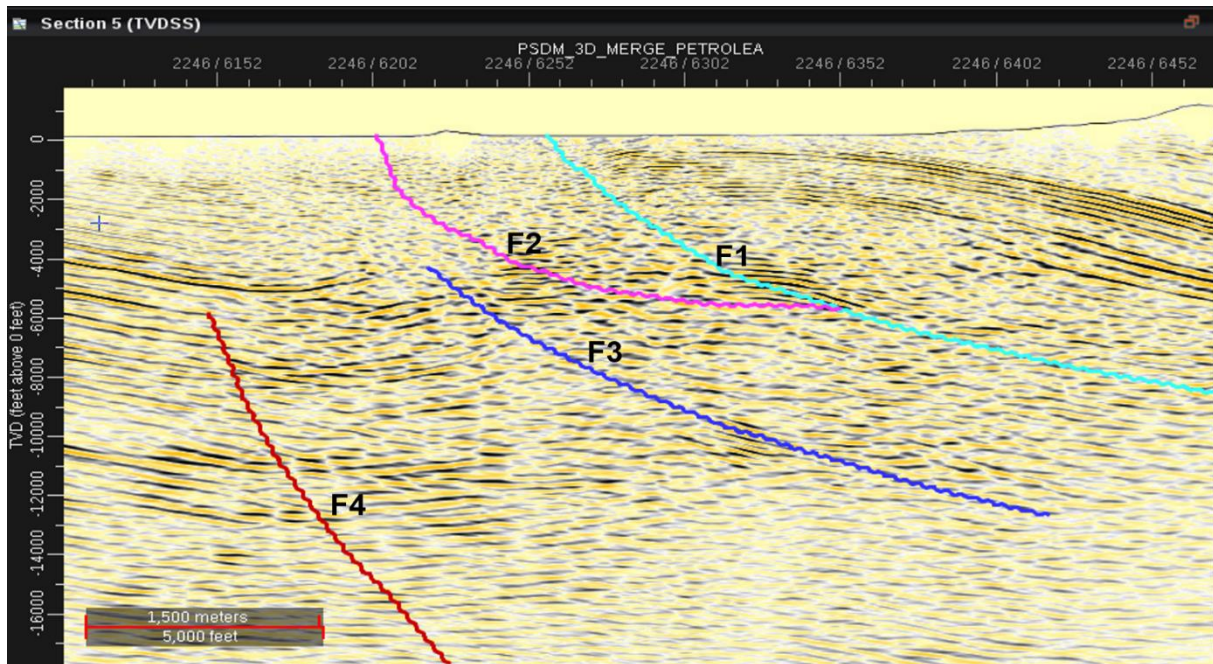 Section 5 (TVDSS)
PSDM_3D_MERGE_PETROLEA
2246 / 6152 2246 / 6202 2246 / 6252 2246 / 6302 2246 / 6352 2246 / 6402 2246 / 6452
TVD (feet above 0 feet)
0
-2000
-4000
-6000
-8000
-10000
-12000
-14000
-16000
F2
F1
F3
F4
1,500 meters
5,000 feet